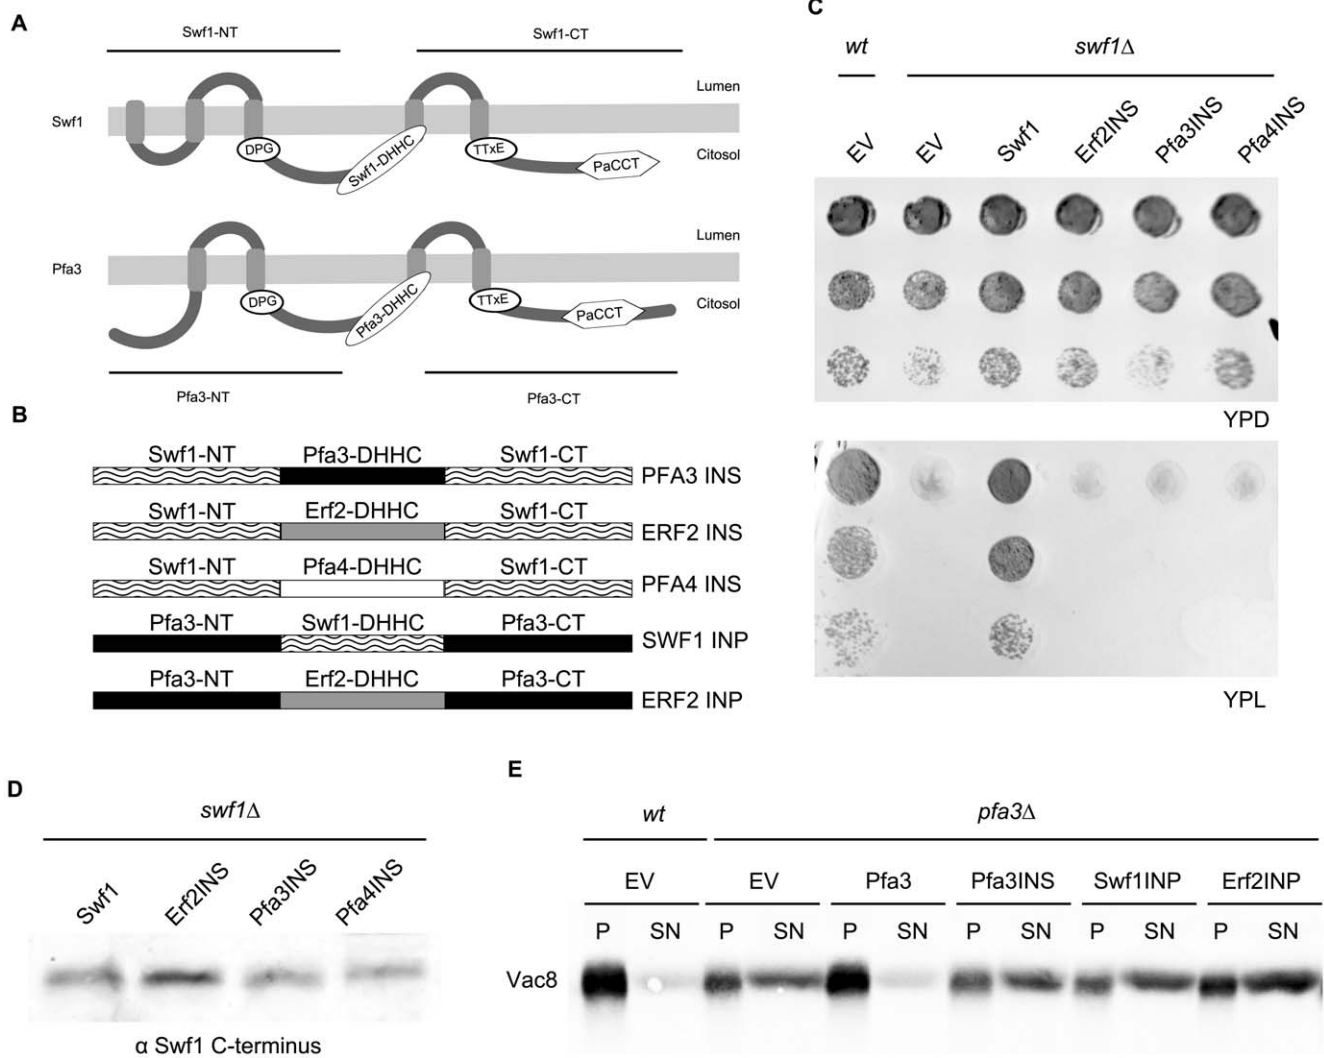 A
Swf1-NT
Swf1-CT
Lumen
Swf1
DPG
Swf1-DHHC
TTxE
PaCCT
Citosol
Lumen
Pfa3
DPG
Pfa3-DHHC
TTxE
PaCCT
Citosol
Pfa3-NT
Pfa3-CT
B
Swf1-NT Pfa3-DHHC Swf1-CT
PFA3 INS
Swf1-NT Erf2-DHHC Swf1-CT
ERF2 INS
Swf1-NT Pfa4-DHHC Swf1-CT
PFA4 INS
Pfa3-NT Swf1-DHHC Pfa3-CT
SWF1 INP
Pfa3-NT Erf2-DHHC Pfa3-CT
ERF2 INP
C
wt swf1Δ
EV EV Swf1 Erf2INS Pfa3INS Pfa4INS
YPD
YPL
D
swf1Δ
Swf1 Erf2INS Pfa3INS Pfa4INS
α Swf1 C-terminus
E
wt pfa3Δ
EV EV Pfa3 Pfa3INS Swf1INP Erf2INP
P SN P SN P SN P SN P SN P SN
Vac8